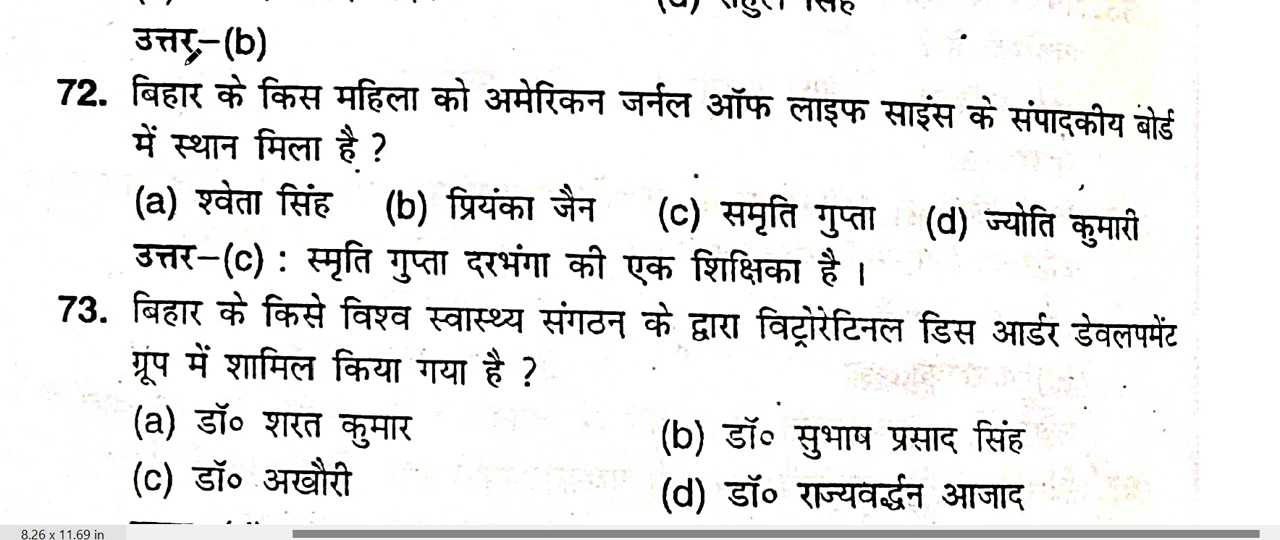 उत्तर–(b)
72. बिहार के किस महिला को अमेरिकन जर्नल ऑफ लाइफ साइंस के संपादकीय बोर्ड
में स्थान मिला है ?
(a) श्वेता सिंह (b) प्रियंका जैन (c) समृति गुप्ता (d) ज्योति कुमारी
उत्तर–(c) : स्मृति गुप्ता दरभंगा की एक शिक्षिका है ।
73. बिहार के किसे विश्व स्वास्थ्य संगठन के द्वारा विट्रोरेटिनल डिस आर्डर डेवलपमेंट
ग्रूप में शामिल किया गया है ?
(a) डॉ० शरत कुमार (b) डॉ० सुभाष प्रसाद सिंह
(c) डॉ० अखौरी (d) डॉ० राज्यवर्द्धन आजाद
8.26 x 11.69 in